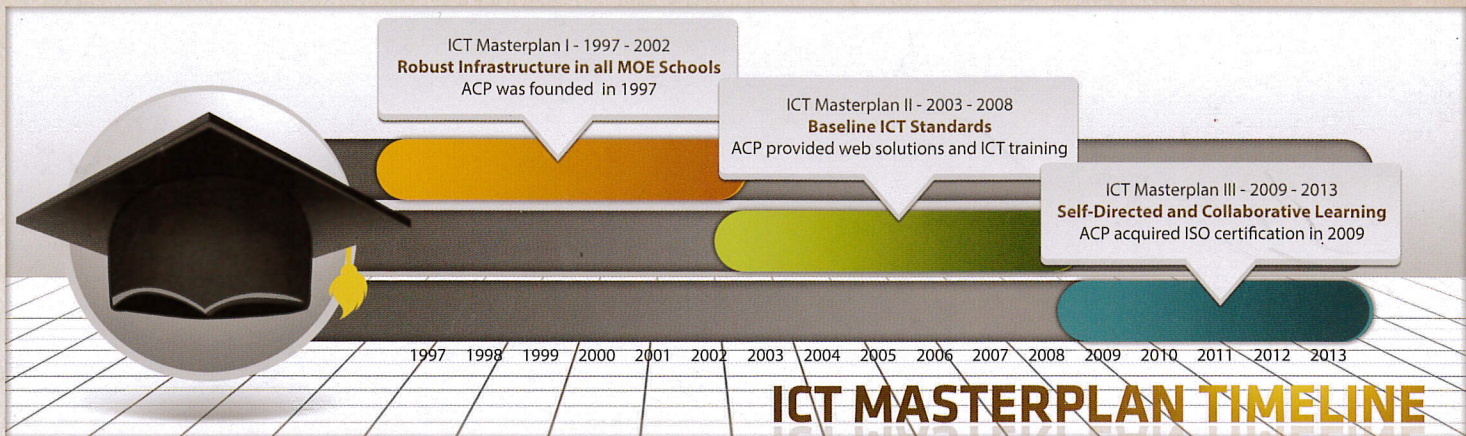 ICT Masterplan I - 1997 - 2002
Robust Infrastructure in all MOE Schools
ACP was founded in 1997
ICT Masterplan II - 2003 - 2008
Baseline ICT Standards
ACP provided web solutions and ICT training
ICT Masterplan III - 2009 - 2013
Self-Directed and Collaborative Learning
ACP acquired ISO certification in 2009
1997 1998 1999 2000 2001 2002 2003 2004 2005 2006 2007 2008 2009 2010 2011 2012 2013
ICT MASTERPLAN TIMELINE